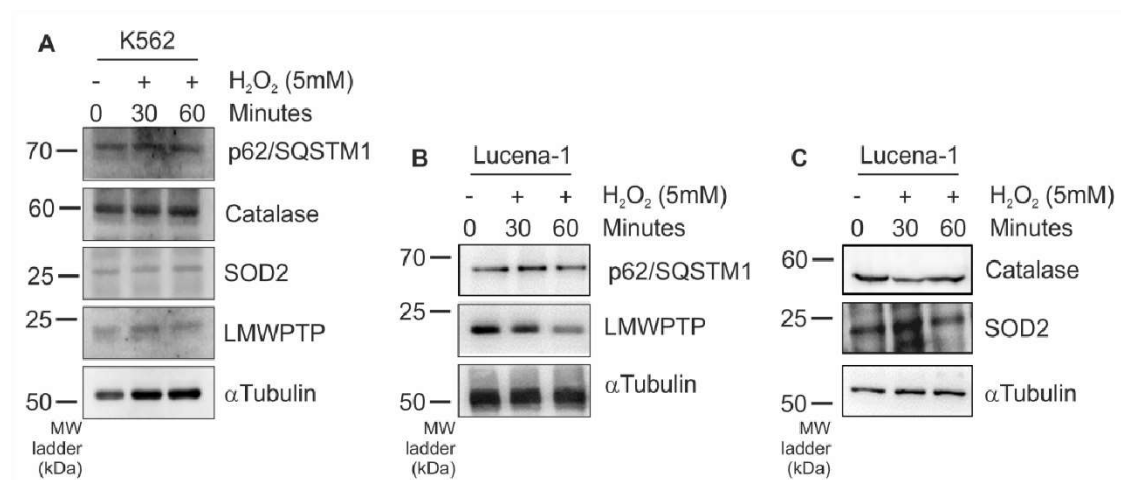 A
K562
- + + H₂O₂ (5mM)
0 30 60 Minutes
70 p62/SQSTM1
60 Catalase
25 SOD2
25 LMWPTP
50 αTubulin
MW
ladder
(kDa)
B
Lucena-1
- + + H₂O₂ (5mM)
0 30 60 Minutes
70 p62/SQSTM1
25 LMWPTP
50 αTubulin
MW
ladder
(kDa)
C
Lucena-1
- + + H₂O₂ (5mM)
0 30 60 Minutes
60 Catalase
25 SOD2
50 αTubulin
MW
ladder
(kDa)